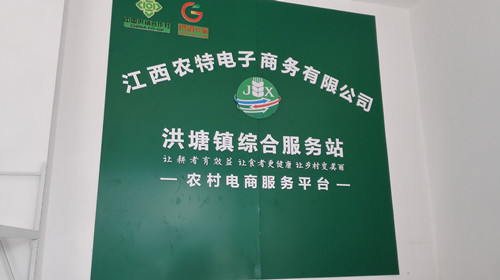 江西农特电子商务有限公司
J X
洪塘镇综合服务站
让耕者有效益 让食者更健康 让乡村变美丽
—农村电商服务平台—